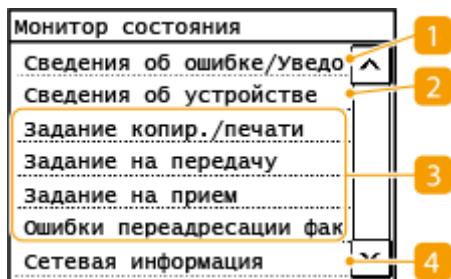 Монитор состояния
Сведения об ошибке/Уведо
1
Сведения об устройстве
2
Задание копир./печати
Задание на передачу
3
Задание на прием
Ошибки переадресации фак
Сетевая информация
4